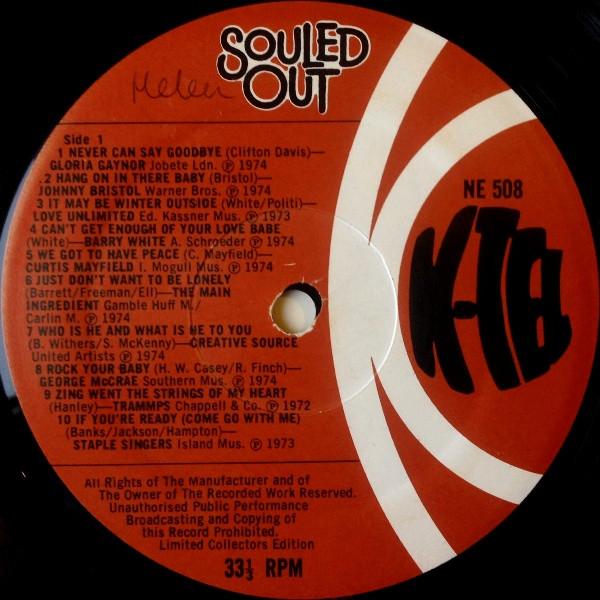 SOULED
OUT
Helen
Side 1
1 NEVER CAN SAY GOODBYE (Clifton Davis)—
GLORIA GAYNOR Jobete Ldn. Ⓟ 1974
2 HANG ON IN THERE BABY (Bristol)—
JOHNNY BRISTOL Warner Bros. Ⓟ 1974
3 IT MAY BE WINTER OUTSIDE (White/Politi)—
LOVE UNLIMITED Ed. Kassner Mus. Ⓟ 1973
4 CAN'T GET ENOUGH OF YOUR LOVE BABE
(White)—BARRY WHITE A. Schroeder Ⓟ 1974
5 WE GOT TO HAVE PEACE (C. Mayfield)—
CURTIS MAYFIELD I. Mogull Mus. Ⓟ 1974
6 JUST DON'T WANT TO BE LONELY
(Barrett/Freeman/Ell)—THE MAIN
INGREDIENT Gamble Huff M./
Carlin M. Ⓟ 1974
7 WHO IS HE AND WHAT IS HE TO YOU
(B. Withers/S. McKenny)—CREATIVE SOURCE
United Artists Ⓟ 1974
8 ROCK YOUR BABY (H. W. Casey/R. Finch)—
GEORGE McCRAE Southern Mus. Ⓟ 1974
9 ZING WENT THE STRINGS OF MY HEART
(Hanley)—TRAMMPS Chappell & Co. Ⓟ 1972
10 IF YOU'RE READY (COME GO WITH ME)
(Banks/Jackson/Hampton)—
STAPLE SINGERS Island Mus. Ⓟ 1973
NE 508
K-TEL
All Rights of The Manufacturer and of
The Owner of The Recorded Work Reserved.
Unauthorised Public Performance
Broadcasting and Copying of
this Record Prohibited.
Limited Collectors Edition
33⅓ RPM